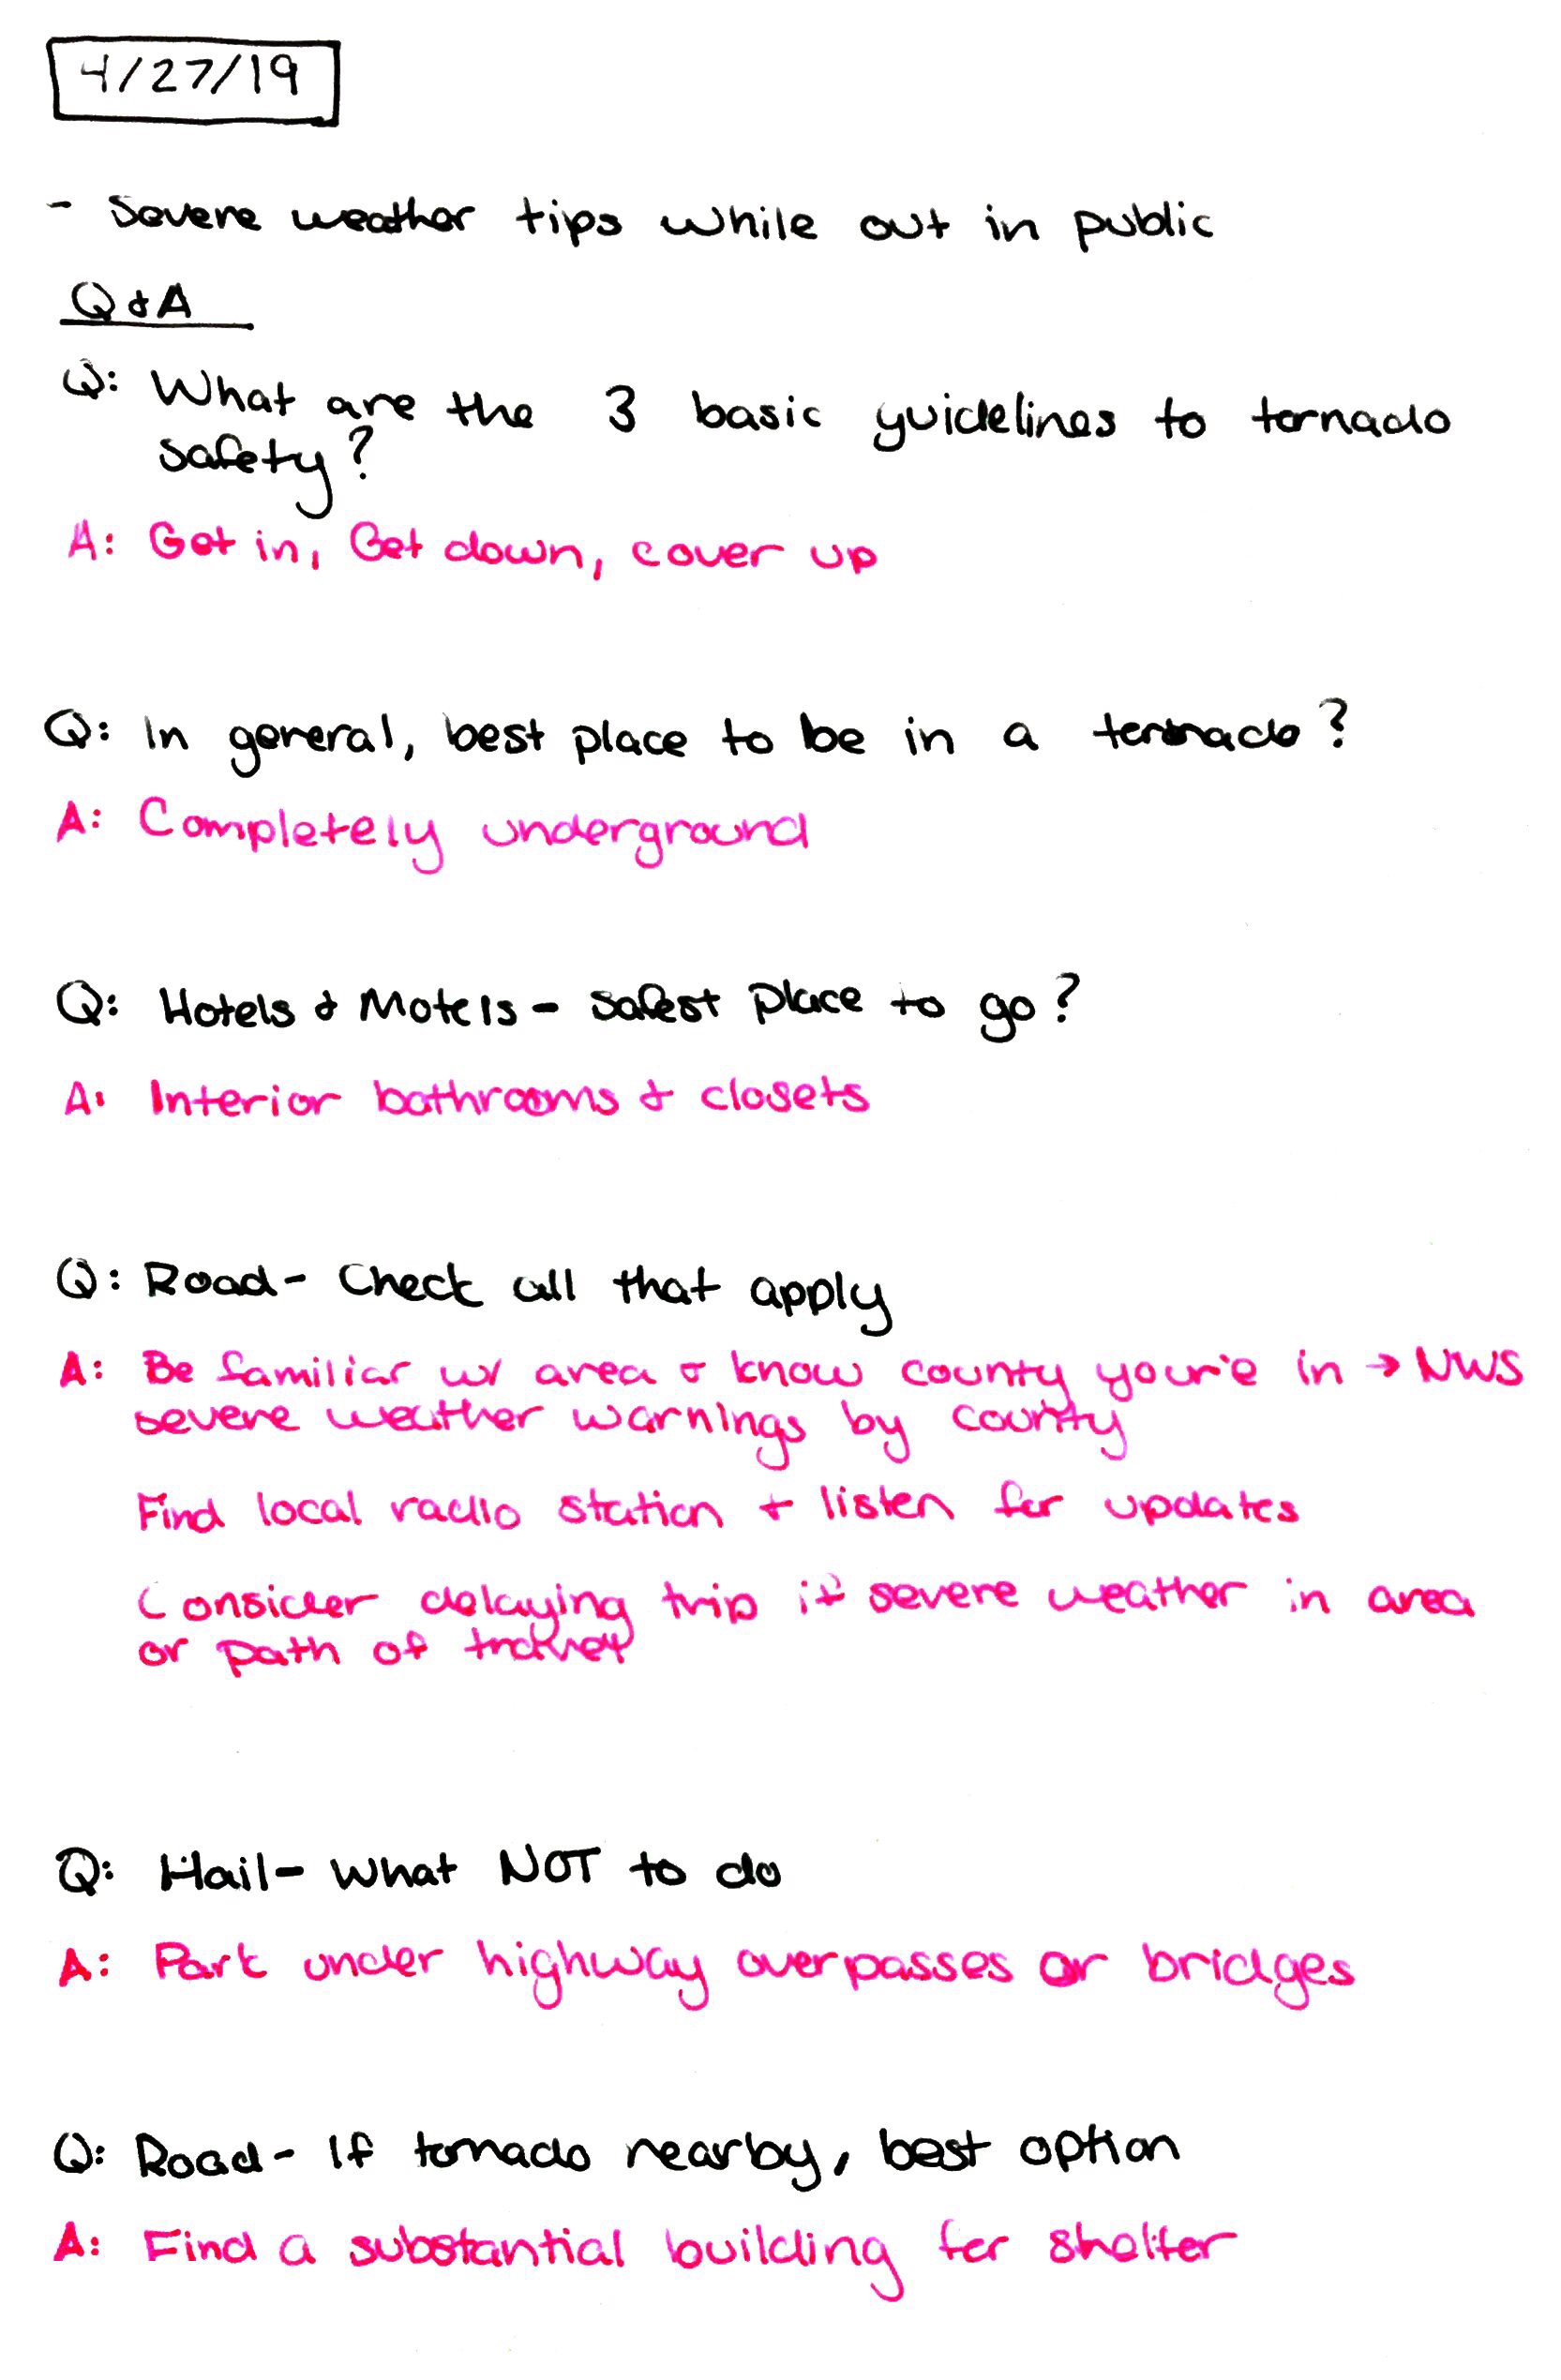 4/27/19
- Severe weather tips while out in public
Q & A
Q: What are the 3 basic guidelines to tornado
safety?
A: Get in, Get down, cover up
Q: In general, best place to be in a tornado?
A: Completely underground
Q: Hotels & Motels - Safest place to go?
A: Interior bathrooms & closets
Q: Road - Check all that apply
A: Be familiar w/ area & know county your'e in → NWS
severe weather warnings by county
Find local radio station + listen for updates
Consider delaying trip if severe weather in area
or path of
Q: Hail - What NOT to do
A: Park under highway overpasses or bridges
Q: Road - If tornado nearby, best option
A: Find a substantial building for shelter